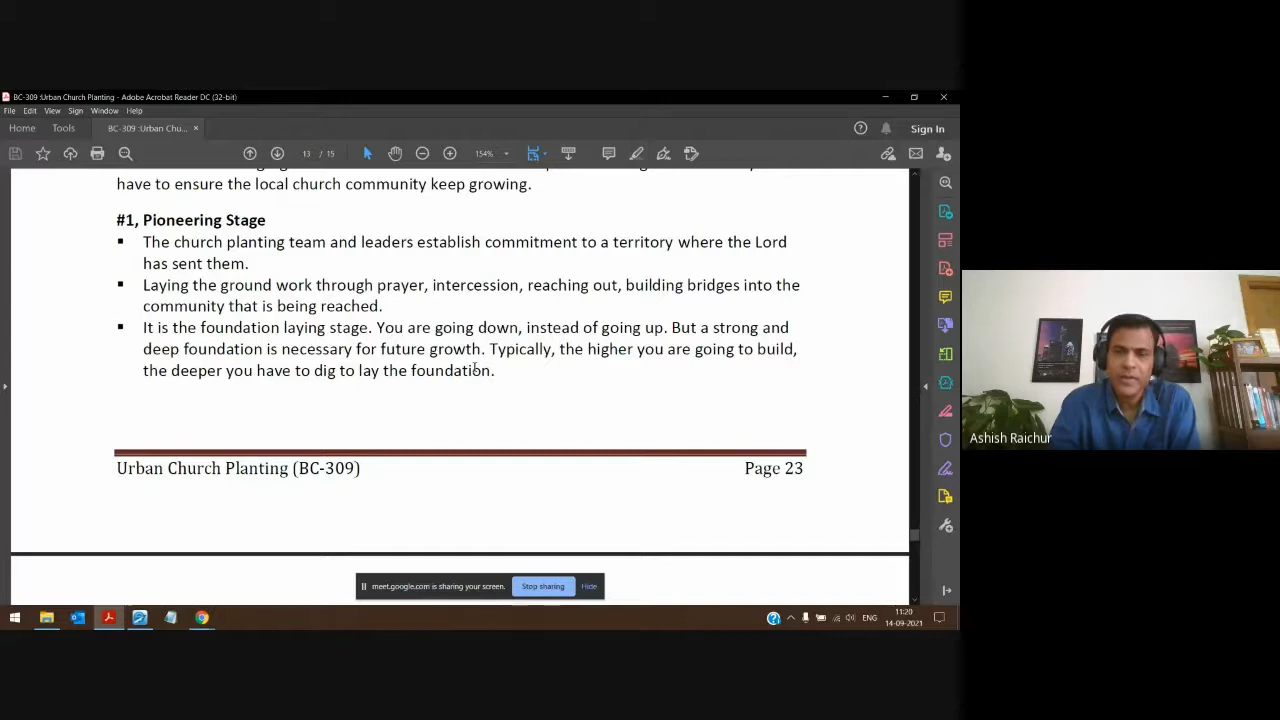 BC-309 :Urban Church Planting - Adobe Acrobat Reader DC (32-bit)
File Edit View Sign Window Help
Home Tools BC-309 :Urban Chu... × Sign In
13 / 15 154%
have to ensure the local church community keep growing.
#1, Pioneering Stage
▪ The church planting team and leaders establish commitment to a territory where the Lord
has sent them.
▪ Laying the ground work through prayer, intercession, reaching out, building bridges into the
community that is being reached.
▪ It is the foundation laying stage. You are going down, instead of going up. But a strong and
deep foundation is necessary for future growth. Typically, the higher you are going to build,
the deeper you have to dig to lay the foundation.
Ashish Raichur
Urban Church Planting (BC-309) Page 23
meet.google.com is sharing your screen. Stop sharing Hide
ENG 11:20
14-09-2021